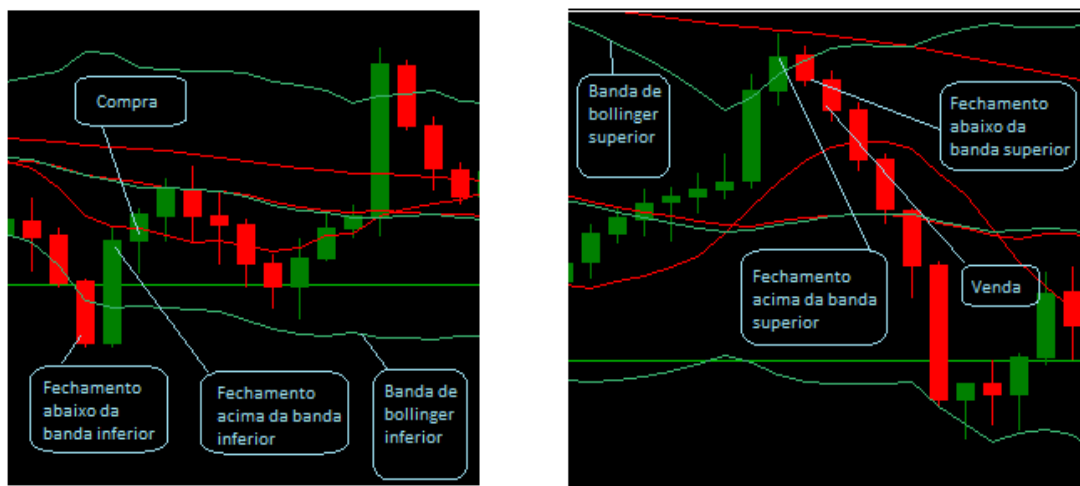 Compra
Fechamento
abaixo da
banda inferior
Fechamento
acima da banda
inferior
Banda de
bollinger
inferior
Banda de
bollinger
superior
Fechamento
abaixo da
banda superior
Fechamento
acima da banda
superior
Venda